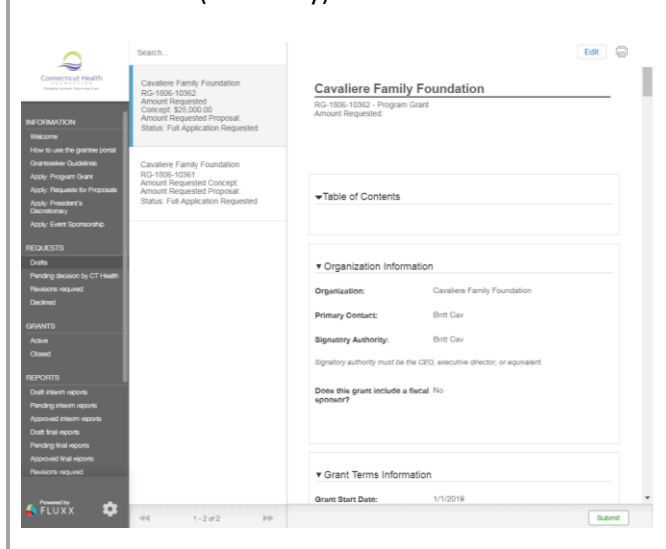 Connecticut Health
FOUNDATION
Changing Systems, Improving Lives.
INFORMATION
Welcome
How to use the grantee portal
Grantseeker Guidelines
Apply: Program Grant
Apply: Requests for Proposals
Apply: President's
Discretionary
Apply: Event Sponsorship
REQUESTS
Drafts
Pending decision by CT Health
Revisions required
Declined
GRANTS
Active
Closed
REPORTS
Draft interim reports
Pending interim reports
Approved interim reports
Draft final reports
Pending final reports
Approved final reports
Revisions required
Powered by
FLUXX
Search...
Cavaliere Family Foundation
RG-1806-10362
Amount Requested
Concept: $25,000.00
Amount Requested Proposal:
Status: Full Application Requested
Cavaliere Family Foundation
RG-1806-10361
Amount Requested Concept:
Amount Requested Proposal:
Status: Full Application Requested
1 - 2 of 2
Edit
Cavaliere Family Foundation
RG-1806-10362 - Program Grant
Amount Requested:
Table of Contents
Organization Information
Organization: Cavaliere Family Foundation
Primary Contact: Britt Cav
Signatory Authority: Britt Cav
Signatory authority must be the CEO, executive director, or equivalent.
Does this grant include a fiscal No
sponsor?
Grant Terms Information
Grant Start Date: 1/1/2019
Submit